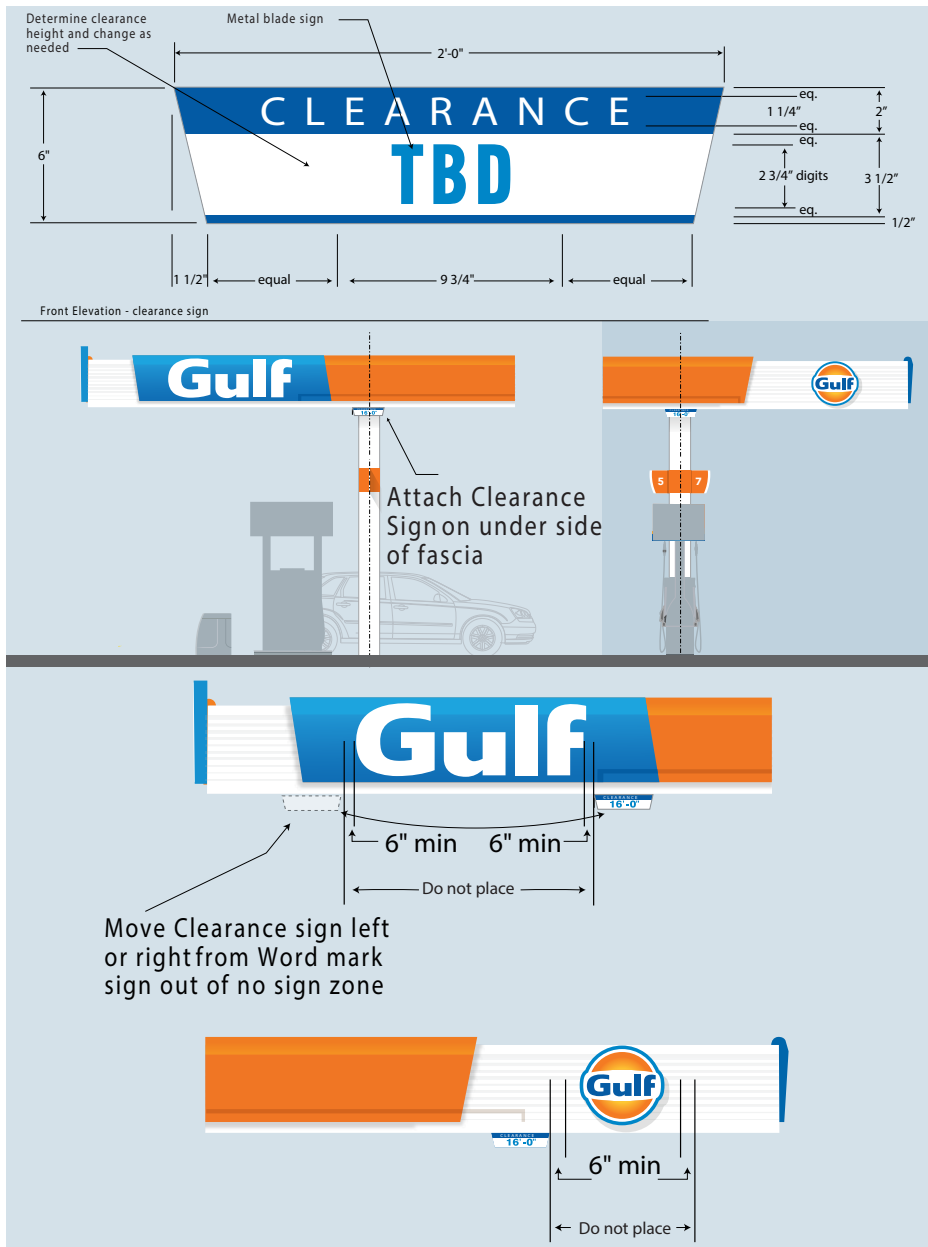 Determine clearance
height and change as
needed
Metal blade sign
2'-0"
CLEARANCE
TBD
6"
eq.
1 1/4”
eq.
2”
eq.
2 3/4” digits
eq.
3 1/2”
1/2”
1 1/2"
equal
9 3/4"
equal
Front Elevation - clearance sign
Gulf
Gulf
16'-0"
16'-0"
5 7
Attach Clearance
Sign on under side
of fascia
Gulf
CLEARANCE
16'-0"
6" min 6" min
Do not place
Move Clearance sign left
or right from Word mark
sign out of no sign zone
Gulf
CLEARANCE
16'-0"
6" min
Do not place